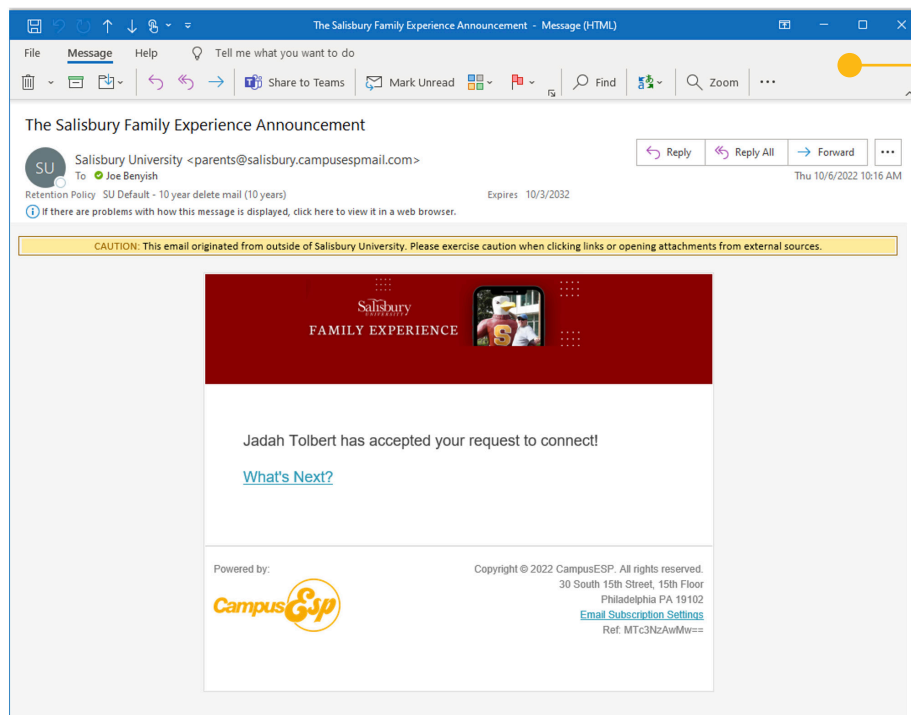 The Salisbury Family Experience Announcement - Message (HTML)
File Message Help Tell me what you want to do
Share to Teams Mark Unread Find Zoom
The Salisbury Family Experience Announcement
SU
Salisbury University <parents@salisbury.campusespmail.com>
To Joe Benyish
Reply Reply All Forward
Thu 10/6/2022 10:16 AM
Retention Policy SU Default - 10 year delete mail (10 years) Expires 10/3/2032
If there are problems with how this message is displayed, click here to view it in a web browser.
CAUTION: This email originated from outside of Salisbury University. Please exercise caution when clicking links or opening attachments from external sources.
Salisbury
UNIVERSITY
FAMILY EXPERIENCE
S
Jadah Tolbert has accepted your request to connect!
What's Next?
Powered by:
CampusEsp
Copyright © 2022 CampusESP. All rights reserved.
30 South 15th Street, 15th Floor
Philadelphia PA 19102
Email Subscription Settings
Ref: MTc3NzAwMw==